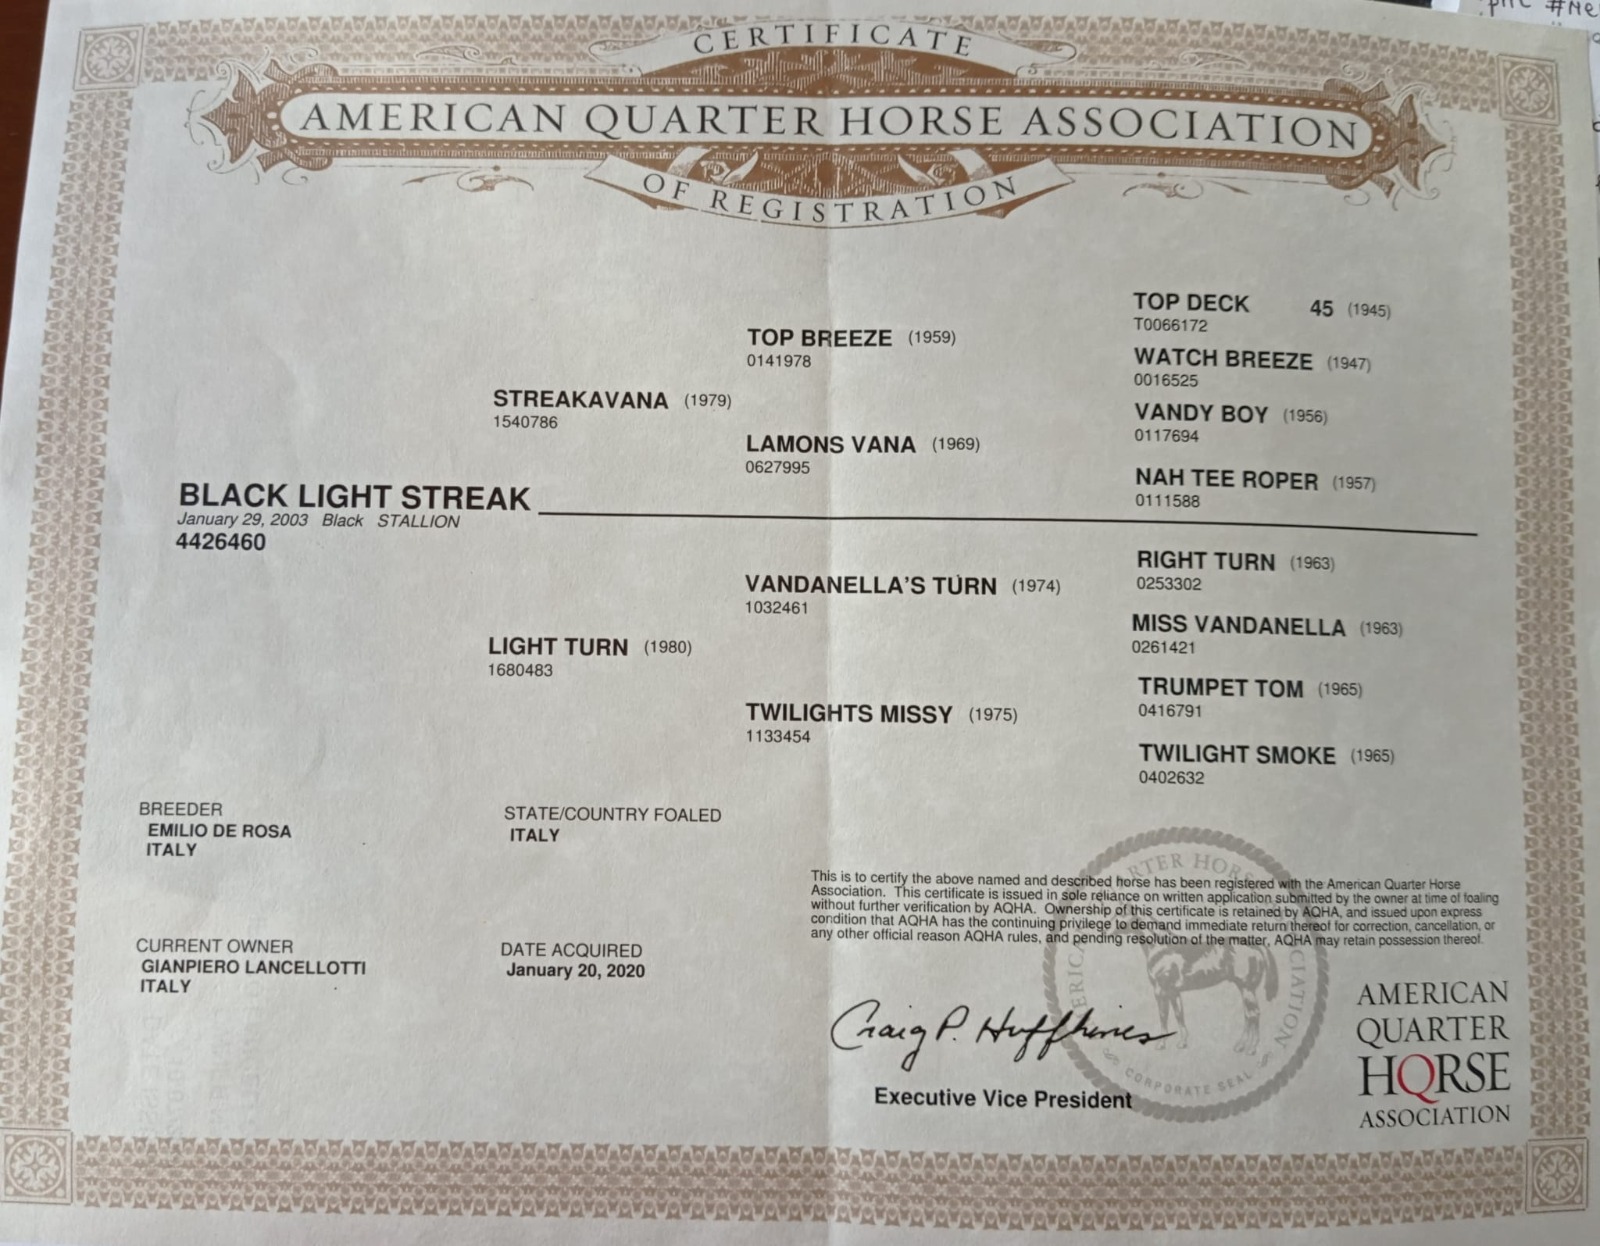 CERTIFICATE
AMERICAN QUARTER HORSE ASSOCIATION
OF REGISTRATION
TOP DECK 45 (1945)
T0066172
TOP BREEZE (1959)
0141978
WATCH BREEZE (1947)
0016525
STREAKAVANA (1979)
1540786
VANDY BOY (1956)
0117694
LAMONS VANA (1969)
0627995
NAH TEE ROPER (1957)
0111588
BLACK LIGHT STREAK
January 29, 2003 Black STALLION
4426460
RIGHT TURN (1963)
0253302
VANDANELLA'S TURN (1974)
1032461
MISS VANDANELLA (1963)
0261421
LIGHT TURN (1980)
1680483
TRUMPET TOM (1965)
0416791
TWILIGHTS MISSY (1975)
1133454
TWILIGHT SMOKE (1965)
0402632
BREEDER
EMILIO DE ROSA
ITALY
STATE/COUNTRY FOALED
ITALY
CURRENT OWNER
GIANPIERO LANCELLOTTI
ITALY
DATE ACQUIRED
January 20, 2020
This is to certify the above named and described horse has been registered with the American Quarter Horse
Association. This certificate is issued in sole reliance on written application submitted by the owner at time of foaling
without further verification by AQHA. Ownership of this certificate is retained by AQHA, and issued upon express
condition that AQHA has the continuing privilege to demand immediate return thereof for correction, cancellation, or
any other official reason AQHA rules, and pending resolution of the matter, AQHA may retain possession thereof.
Craig P. Huffhines
Executive Vice President
CORPORATE SEAL
AMERICAN
QUARTER
HORSE
ASSOCIATION